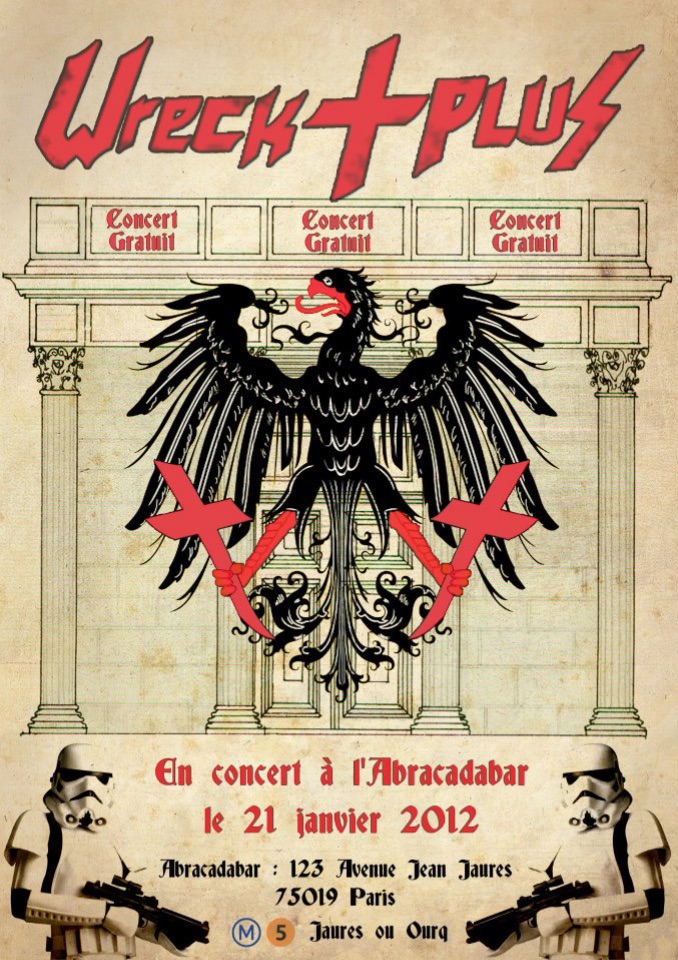 Wreck+Plus
Concert Gratuit
Concert Gratuit
Concert Gratuit
En concert à l'Abracadabar
le 21 janvier 2012
Abracadabar : 123 Avenue Jean Jaures
75019 Paris
M 5 Jaures ou Ourq